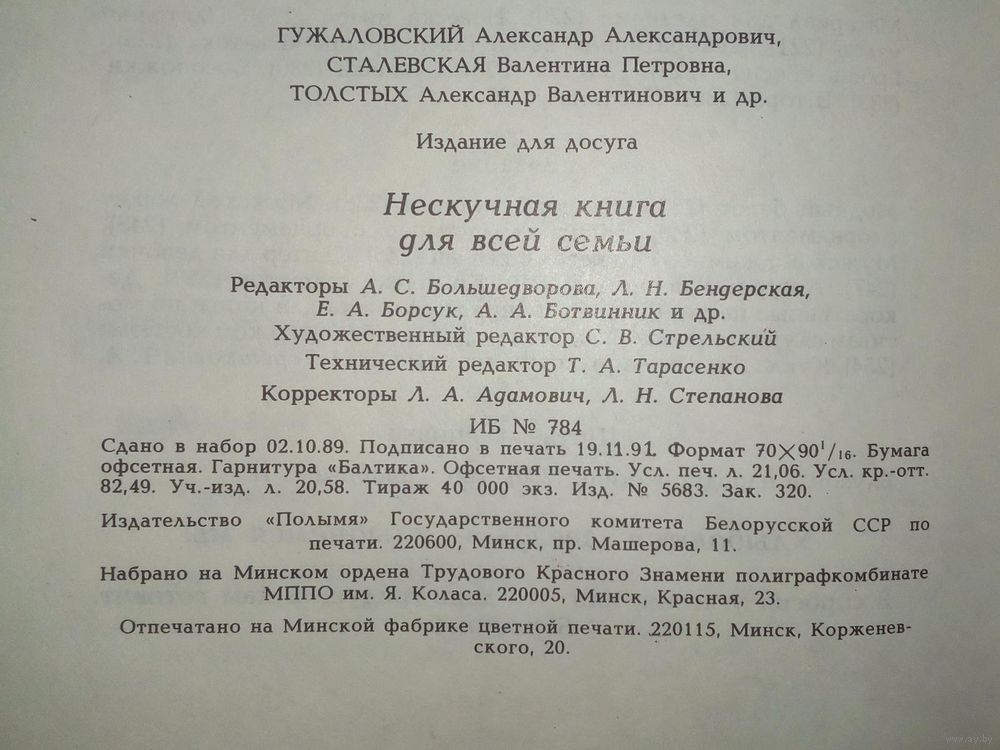 ГУЖАЛОВСКИЙ Александр Александрович,
СТАЛЕВСКАЯ Валентина Петровна,
ТОЛСТЫХ Александр Валентинович и др.
Издание для досуга
Нескучная книга
для всей семьи
Редакторы А. С. Большедворова, Л. Н. Бендерская,
Е. А. Борсук, А. А. Ботвинник и др.
Художественный редактор С. В. Стрельский
Технический редактор Т. А. Тарасенко
Корректоры Л. А. Адамович, Л. Н. Степанова
ИБ № 784
Сдано в набор 02.10.89. Подписано в печать 19.11.91. Формат 70×90¹/₁₆. Бумага
офсетная. Гарнитура «Балтика». Офсетная печать. Усл. печ. л. 21,06. Усл. кр.-отт.
82,49. Уч.-изд. л. 20,58. Тираж 40 000 экз. Изд. № 5683. Зак. 320.
Издательство «Полымя» Государственного комитета Белорусской ССР по
печати. 220600, Минск, пр. Машерова, 11.
Набрано на Минском ордена Трудового Красного Знамени полиграфкомбинате
МППО им. Я. Коласа. 220005, Минск, Красная, 23.
Отпечатано на Минской фабрике цветной печати. 220115, Минск, Корженев-
ского, 20.
www.ay.by